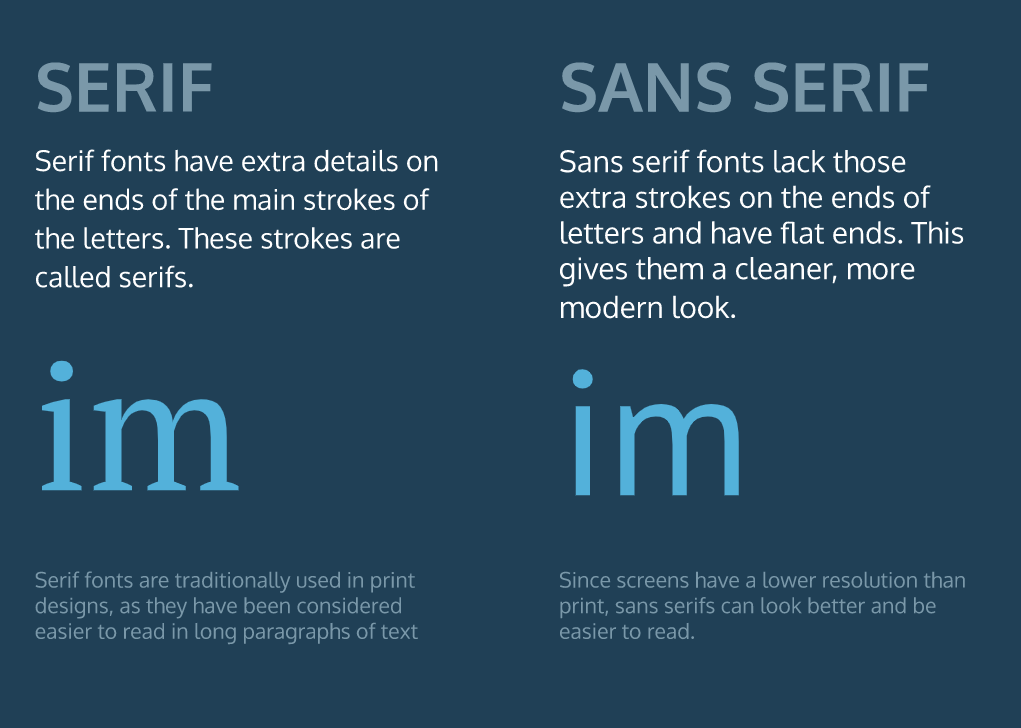 SERIF
Serif fonts have extra details on
the ends of the main strokes of
the letters. These strokes are
called serifs.
im
Serif fonts are traditionally used in print
designs, as they have been considered
easier to read in long paragraphs of text
SANS SERIF
Sans serif fonts lack those
extra strokes on the ends of
letters and have flat ends. This
gives them a cleaner, more
modern look.
im
Since screens have a lower resolution than
print, sans serifs can look better and be
easier to read.